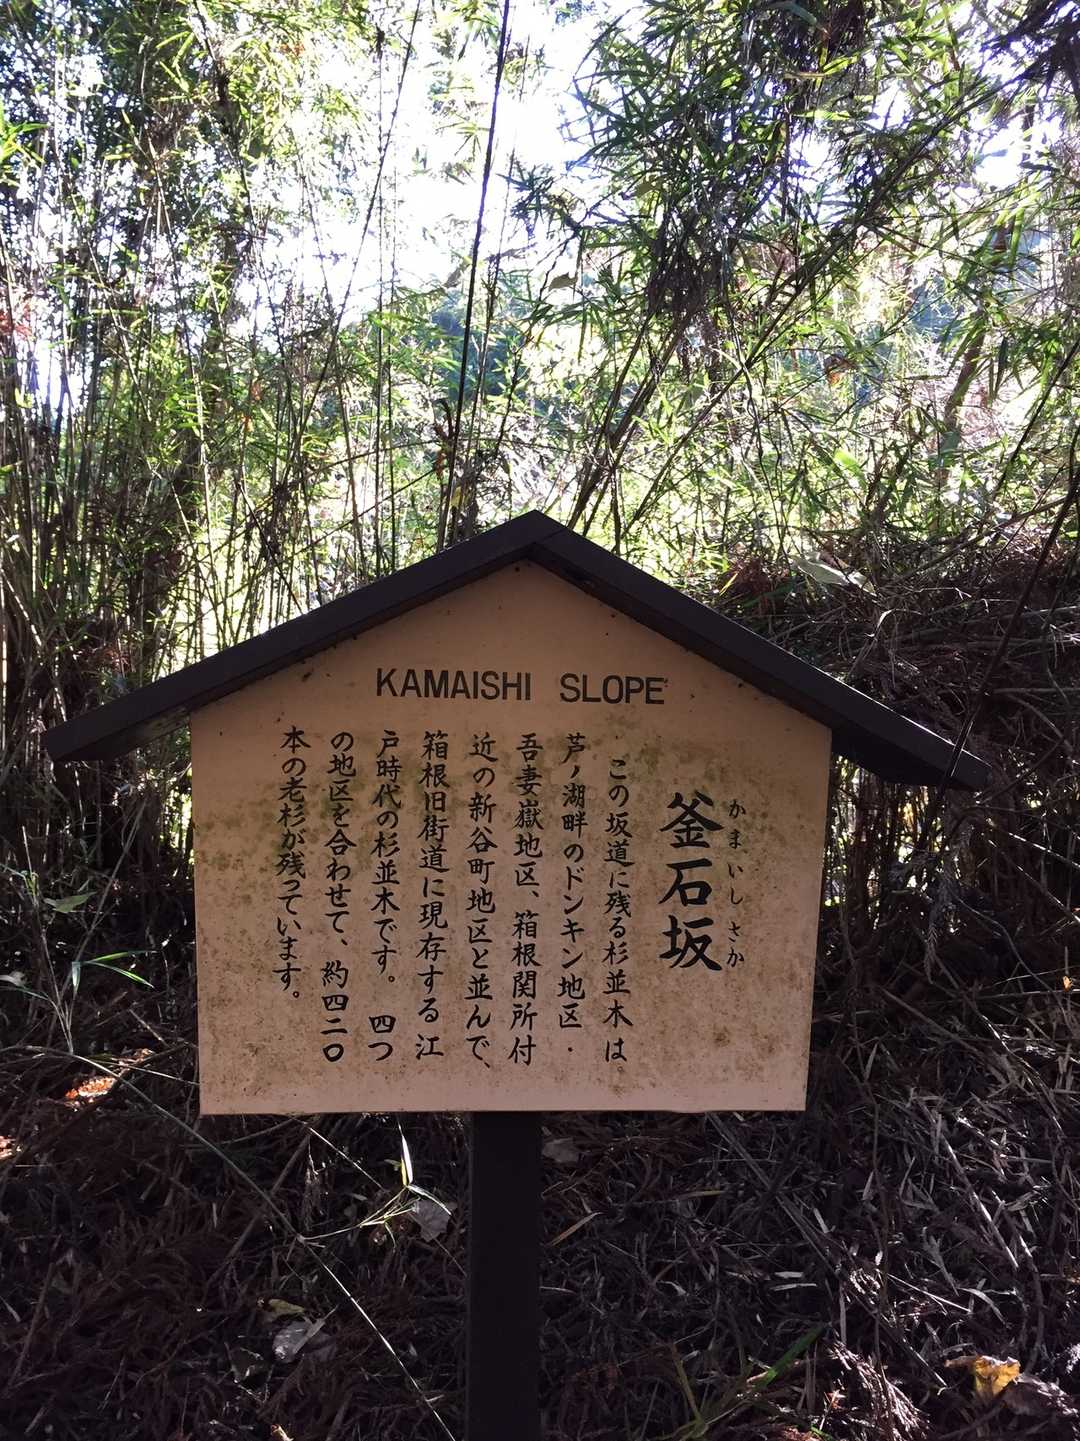 KAMAISHI SLOPE
かまいしさか
釜石坂
この坂道に残る杉並木は。
芦ノ湖畔のドンキン地区・
吾妻嶽地区、箱根関所付
近の新谷町地区と並んで、
箱根旧街道に現存する江
戸時代の杉並木です。四つ
の地区を合わせて、約四二〇
本の老杉が残っています。